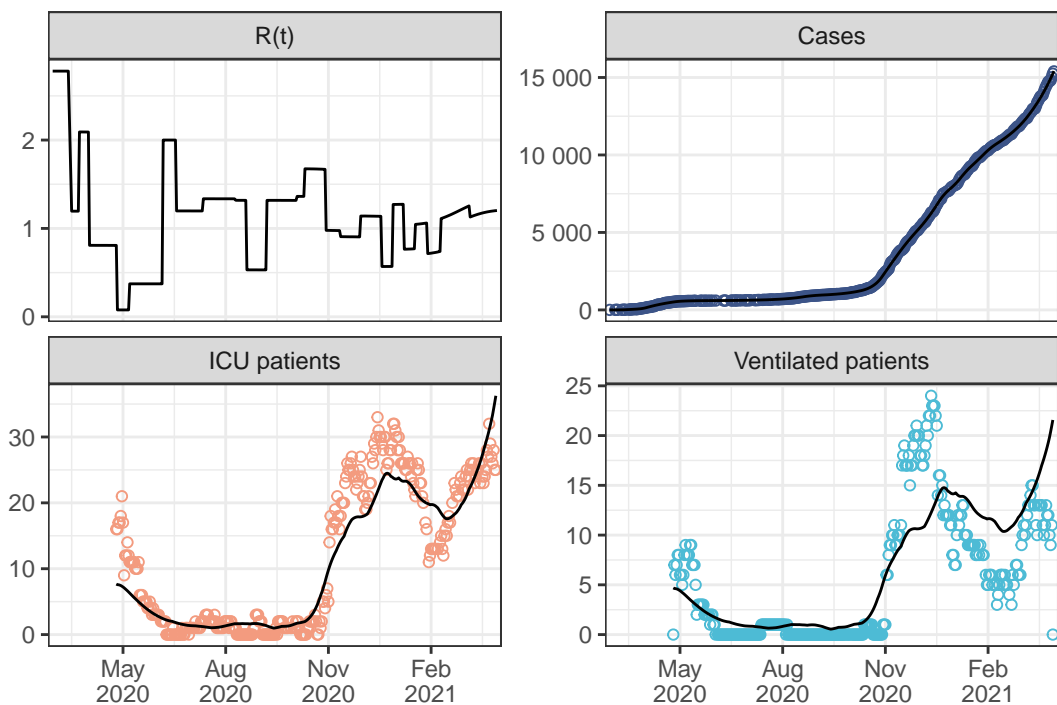 R(t)
Cases
2
1
0
15 000
10 000
5 000
0
ICU patients
Ventilated patients
30
20
10
0
25
20
15
10
5
0
May Aug Nov Feb
2020 2020 2020 2021
May Aug Nov Feb
2020 2020 2020 2021